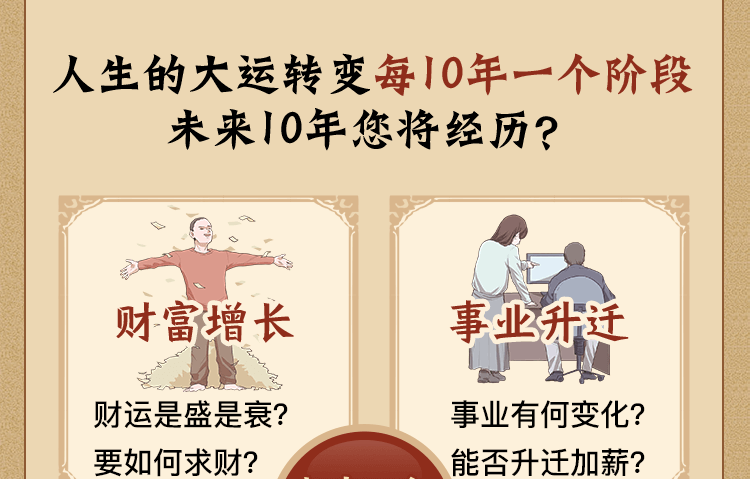 人生的大运转变每10年一个阶段
未来10年您将经历?
财富增长
财运是盛是衰?
要如何求财?
事业升迁
事业有何变化?
能否升迁加薪?